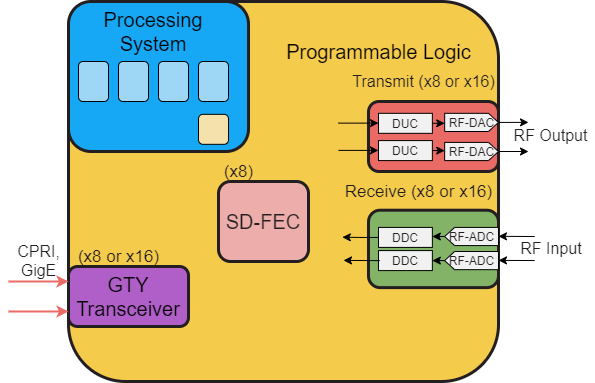 Processing
System
Programmable Logic
Transmit (x8 or x16)
DUC
RF-DAC
DUC
RF-DAC
RF Output
(x8)
SD-FEC
Receive (x8 or x16)
DDC
RF-ADC
DDC
RF-ADC
RF Input
CPRI,
GigE
(x8 or x16)
GTY
Transceiver